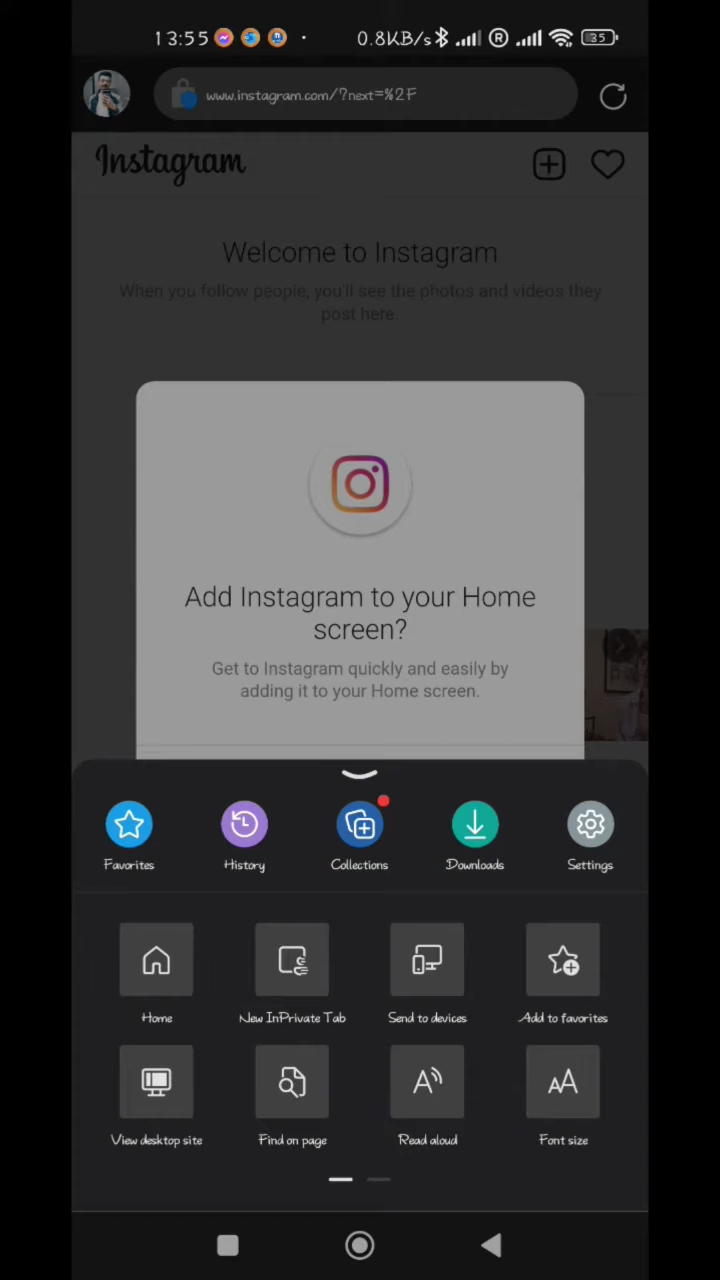 13:55
0.8KB/s
R
35
www.instagram.com/?next=%2F
Instagram
Welcome to Instagram
When you follow people, you'll see the photos and videos they
post here.
Add Instagram to your Home
screen?
Get to Instagram quickly and easily by
adding it to your Home screen.
Favorites
History
Collections
Downloads
Settings
Home
New InPrivate Tab
Send to devices
Add to favorites
View desktop site
Find on page
Read aloud
Font size